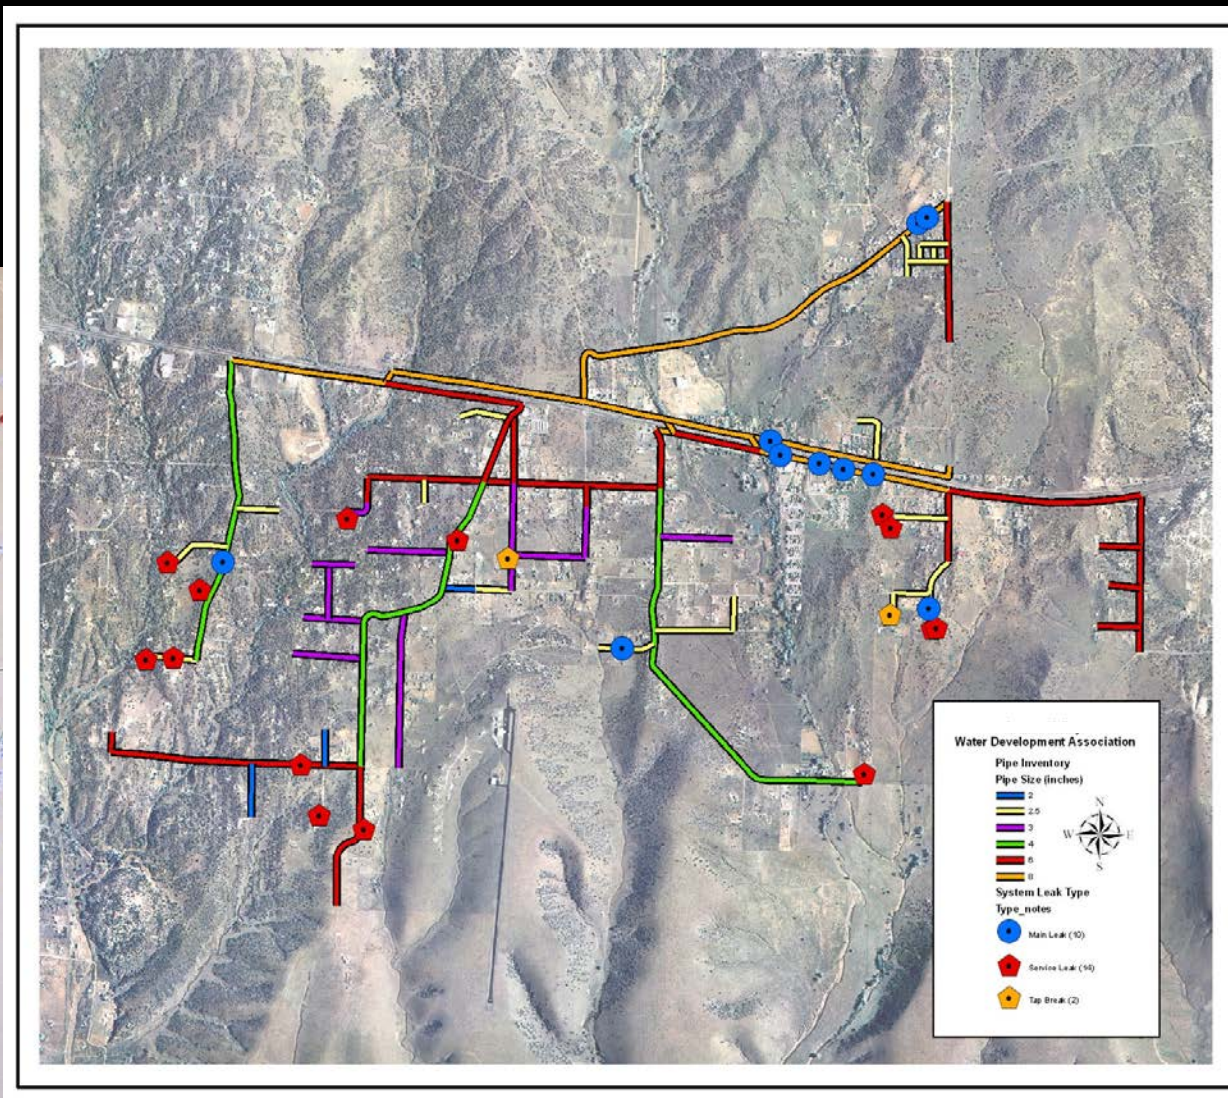 Water Development Association
Pipe Inventory
Pipe Size (inches)
2
2.5
3
4
6
8
N
W E
S
System Leak Type
Type_notes
Main Leak (10)
Service Leak (14)
Tap Break (2)